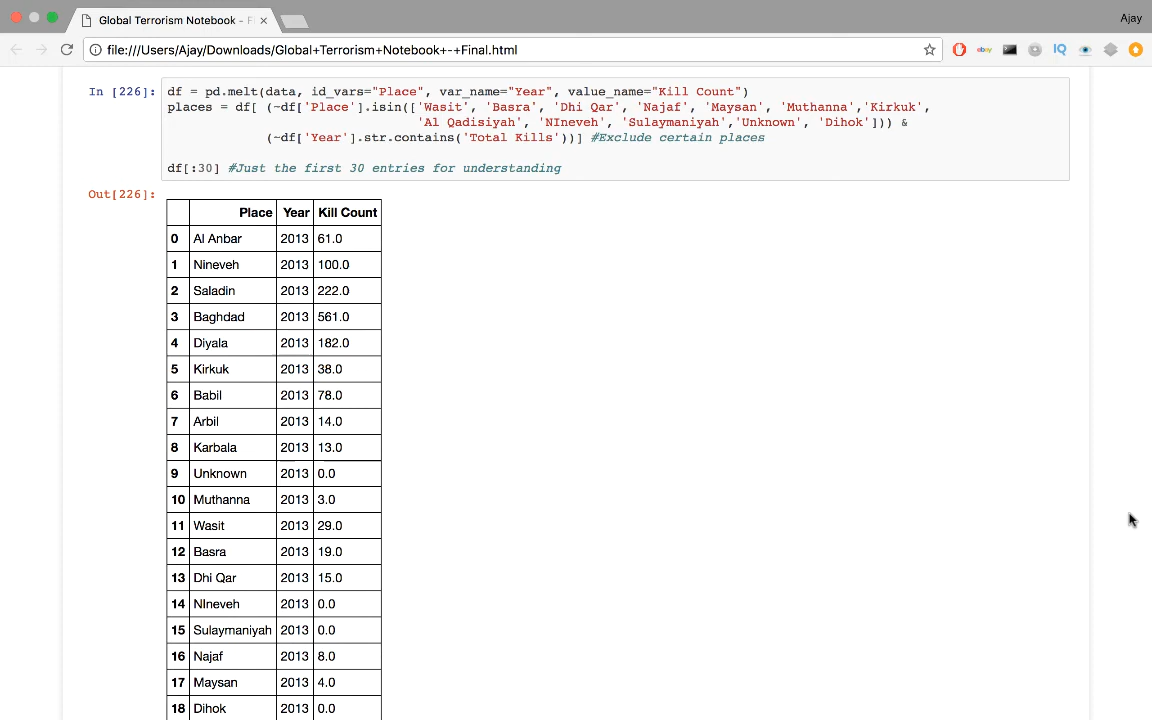 Global Terrorism Notebook - Fi
Ajay
file:///Users/Ajay/Downloads/Global+Terrorism+Notebook+-+Final.html
ebay
IQ
In [226]: df = pd.melt(data, id_vars="Place", var_name="Year", value_name="Kill Count")
places = df[ (~df['Place'].isin(['Wasit', 'Basra', 'Dhi Qar', 'Najaf', 'Maysan', 'Muthanna','Kirkuk',
'Al Qadisiyah', 'NIneveh', 'Sulaymaniyah','Unknown', 'Dihok'])) &
(~df['Year'].str.contains('Total Kills'))] #Exclude certain places
df[:30] #Just the first 30 entries for understanding
Out[226]:
Place Year Kill Count
0 Al Anbar 2013 61.0
1 Nineveh 2013 100.0
2 Saladin 2013 222.0
3 Baghdad 2013 561.0
4 Diyala 2013 182.0
5 Kirkuk 2013 38.0
6 Babil 2013 78.0
7 Arbil 2013 14.0
8 Karbala 2013 13.0
9 Unknown 2013 0.0
10 Muthanna 2013 3.0
11 Wasit 2013 29.0
12 Basra 2013 19.0
13 Dhi Qar 2013 15.0
14 NIneveh 2013 0.0
15 Sulaymaniyah 2013 0.0
16 Najaf 2013 8.0
17 Maysan 2013 4.0
18 Dihok 2013 0.0